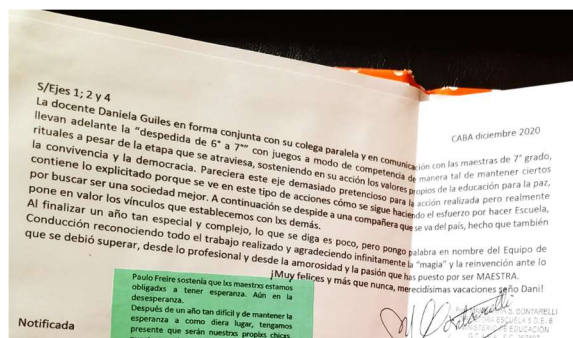 CABA diciembre 2020
S/Ejes 1; 2 y 4
La docente Daniela Guiles en forma conjunta con su colega paralela y en comunicación con las maestras de 7° grado,
llevan adelante la “despedida de 6° a 7°” con juegos a modo de competencia de manera tal de mantener ciertos
rituales a pesar de la etapa que se atraviesa, sosteniendo en su acción los valores propios de la educación para la paz,
la convivencia y la democracia. Pareciera este eje demasiado pretencioso para la acción realizada pero realmente
contiene lo explicitado porque se ve en este tipo de acciones cómo se sigue haciendo el esfuerzo por hacer Escuela,
por buscar ser una sociedad mejor. A continuación se despide a una compañera que se va del país, hecho que también
pone en valor los vínculos que establecemos con lxs demás.
Al finalizar un año tan especial y complejo, lo que se diga es poco, pero pongo palabra en nombre del Equipo de
Conducción reconociendo todo el trabajo realizado y agradeciendo infinitamente la “magia” y la reinvención ante lo
que se debió superar, desde lo profesional y desde la amorosidad y la pasión que has puesto por ser MAESTRA.
¡Muy felices y más que nunca, merecidísimas vacaciones seño Dani!
Paulo Freire sostenía que lxs maestrxs estamos
obligadxs a tener esperanza. Aún en la
desesperanza.
Después de un año tan difícil y de mantener la
esperanza a como diera lugar, tengamos
presente que serán nuestrxs propixs chicxs
Notificada
S. CONTARELLI
ESCUELA 5 D.E. 6
MINISTERIO DE EDUCACIÓN